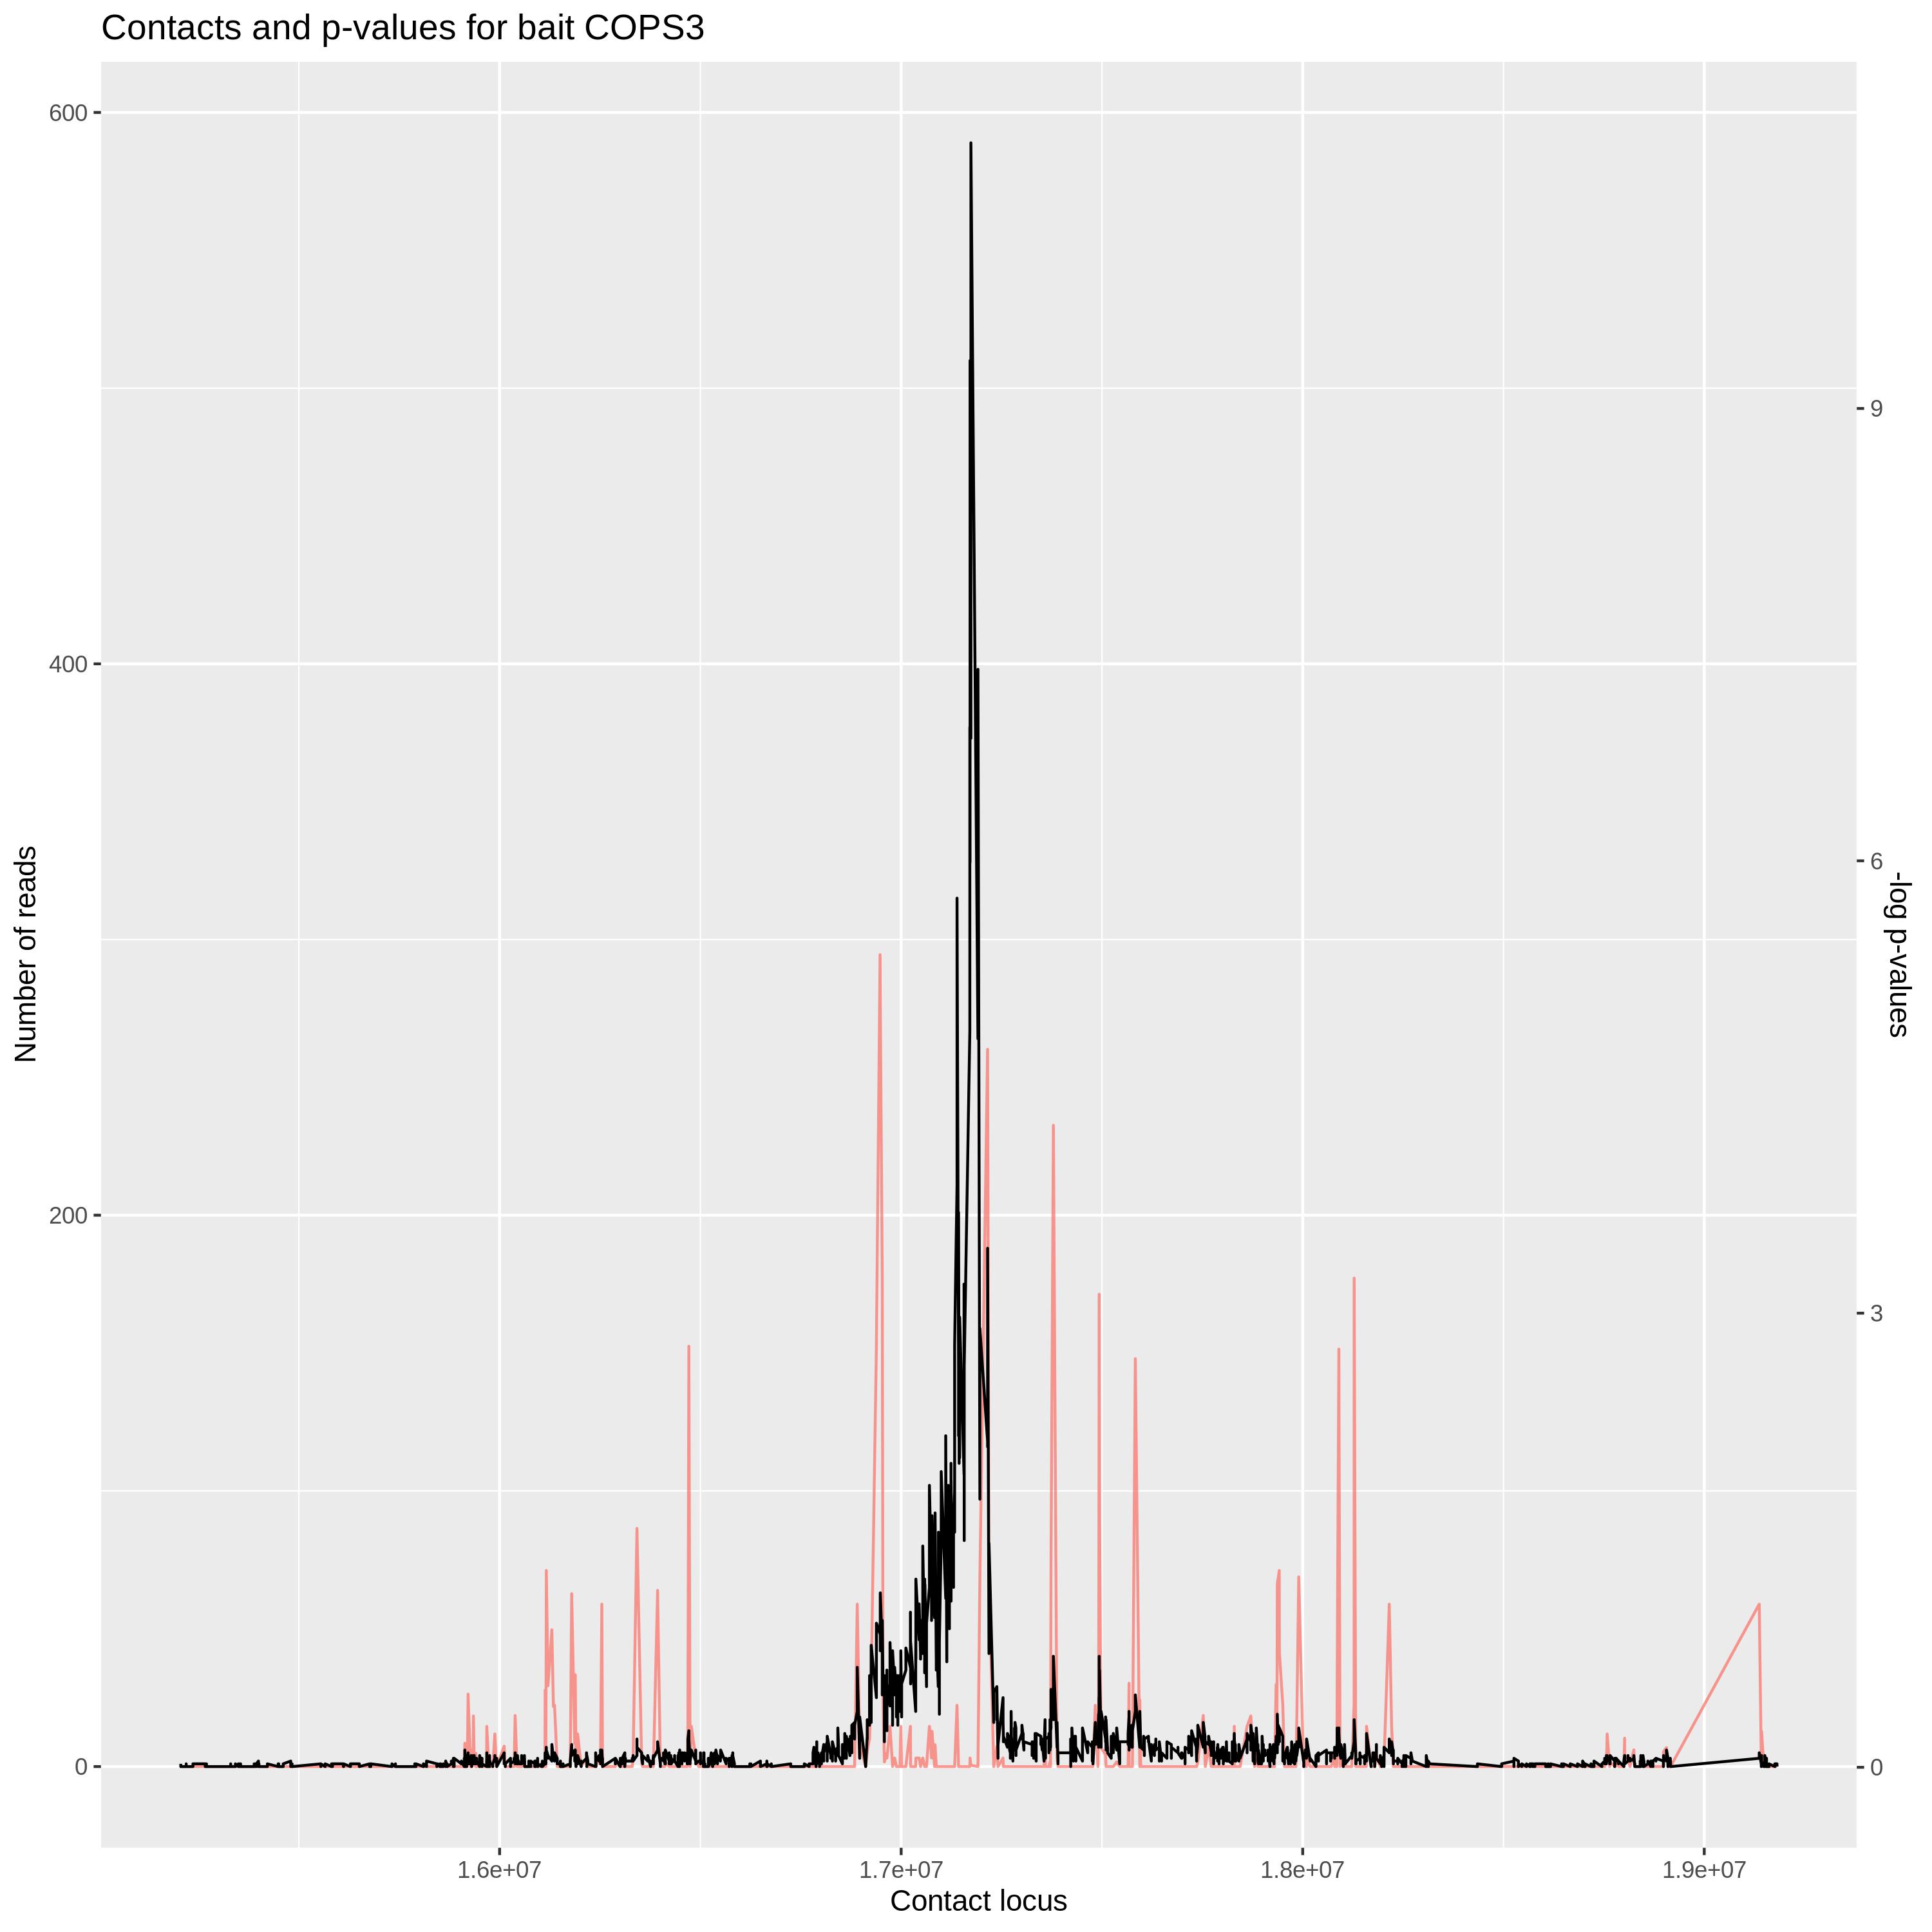 Contacts and p-values for bait COPS3
600
400
200
0
Number of reads
9
6
3
0
-log p-values
1.6e+07
1.7e+07
1.8e+07
1.9e+07
Contact locus